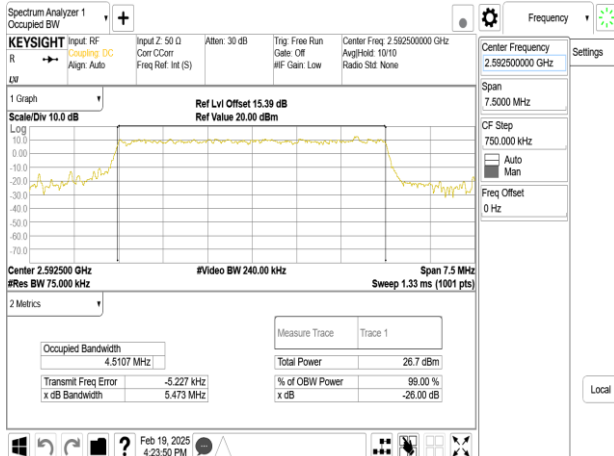 Spectrum Analyzer 1
Occupied BW
+
Frequency
KEYSIGHT
R
LXI
Input: RF
Coupling: DC
Align: Auto
Input Z: 50 Ω
Corr CCorr
Freq Ref: Int (S)
Atten: 30 dB
Trig: Free Run
Gate: Off
#IF Gain: Low
Center Freq: 2.592500000 GHz
Avg|Hold: 10/10
Radio Std: None
Center Frequency
2.592500000 GHz
Settings
Span
7.5000 MHz
CF Step
750.000 kHz
Auto
Man
Freq Offset
0 Hz
Local
1 Graph
Scale/Div 10.0 dB
Ref Lvl Offset 15.39 dB
Ref Value 20.00 dBm
Log
10.0
0.00
-10.0
-20.0
-30.0
-40.0
-50.0
-60.0
-70.0
Center 2.592500 GHz
#Video BW 240.00 kHz
Span 7.5 MHz
#Res BW 75.000 kHz
Sweep 1.33 ms (1001 pts)
2 Metrics
Measure Trace
Trace 1
Occupied Bandwidth
4.5107 MHz
Total Power
26.7 dBm
Transmit Freq Error
-5.227 kHz
% of OBW Power
99.00 %
x dB Bandwidth
5.473 MHz
x dB
-26.00 dB
?
Feb 19, 2025
4:23:50 PM